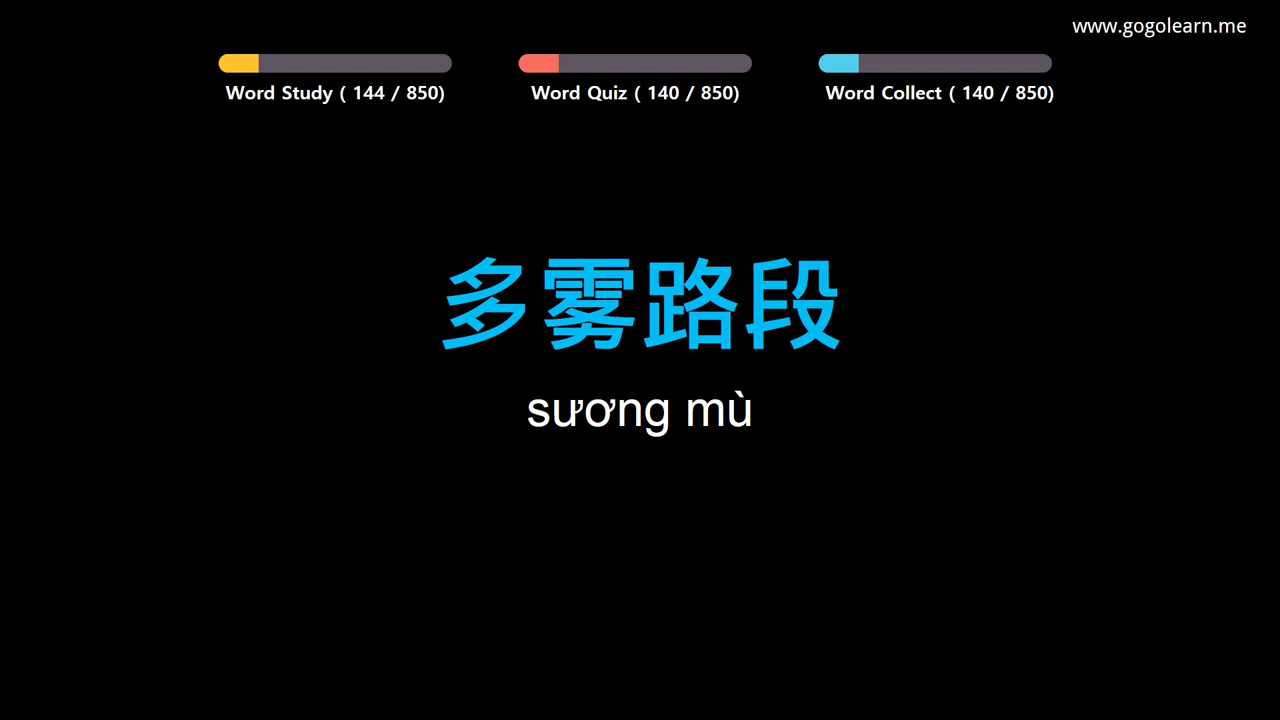 www.gogolearn.me
Word Study ( 144 / 850)
Word Quiz ( 140 / 850)
Word Collect ( 140 / 850)
多雾路段
sương mù